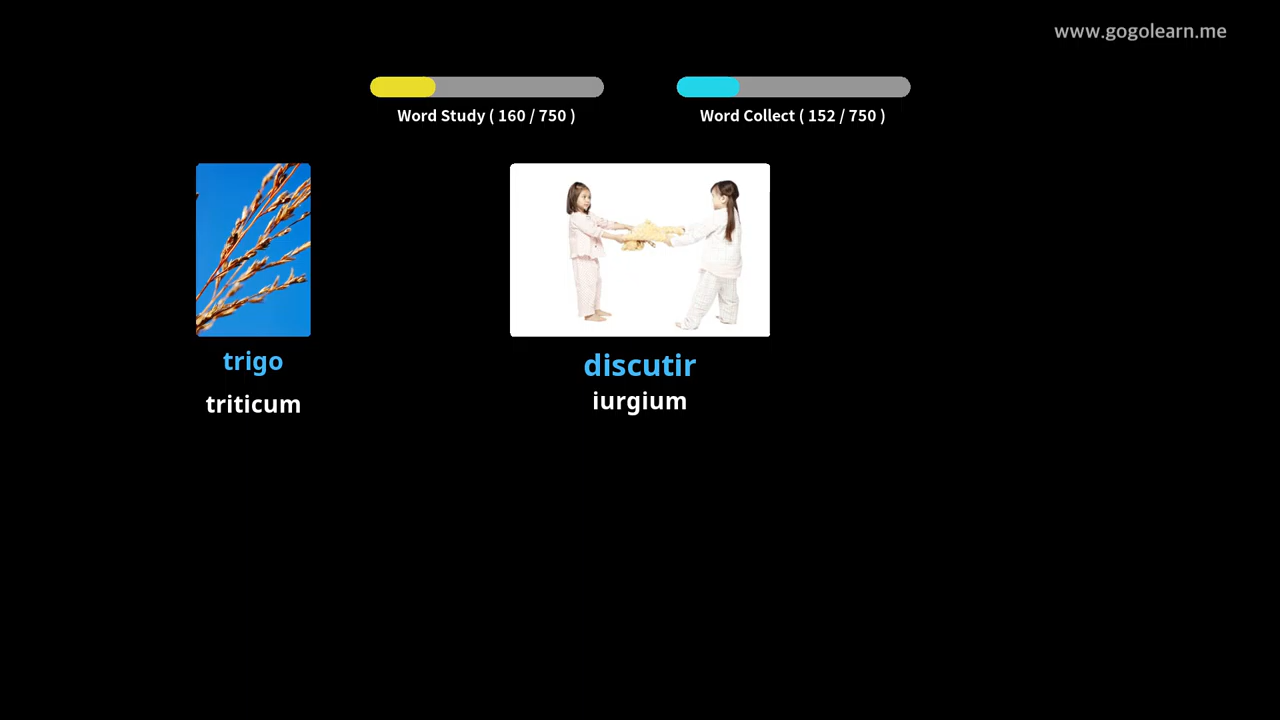 www.gogolearn.me
Word Study ( 160 / 750 )
Word Collect ( 152 / 750 )
trigo
triticum
discutir
iurgium